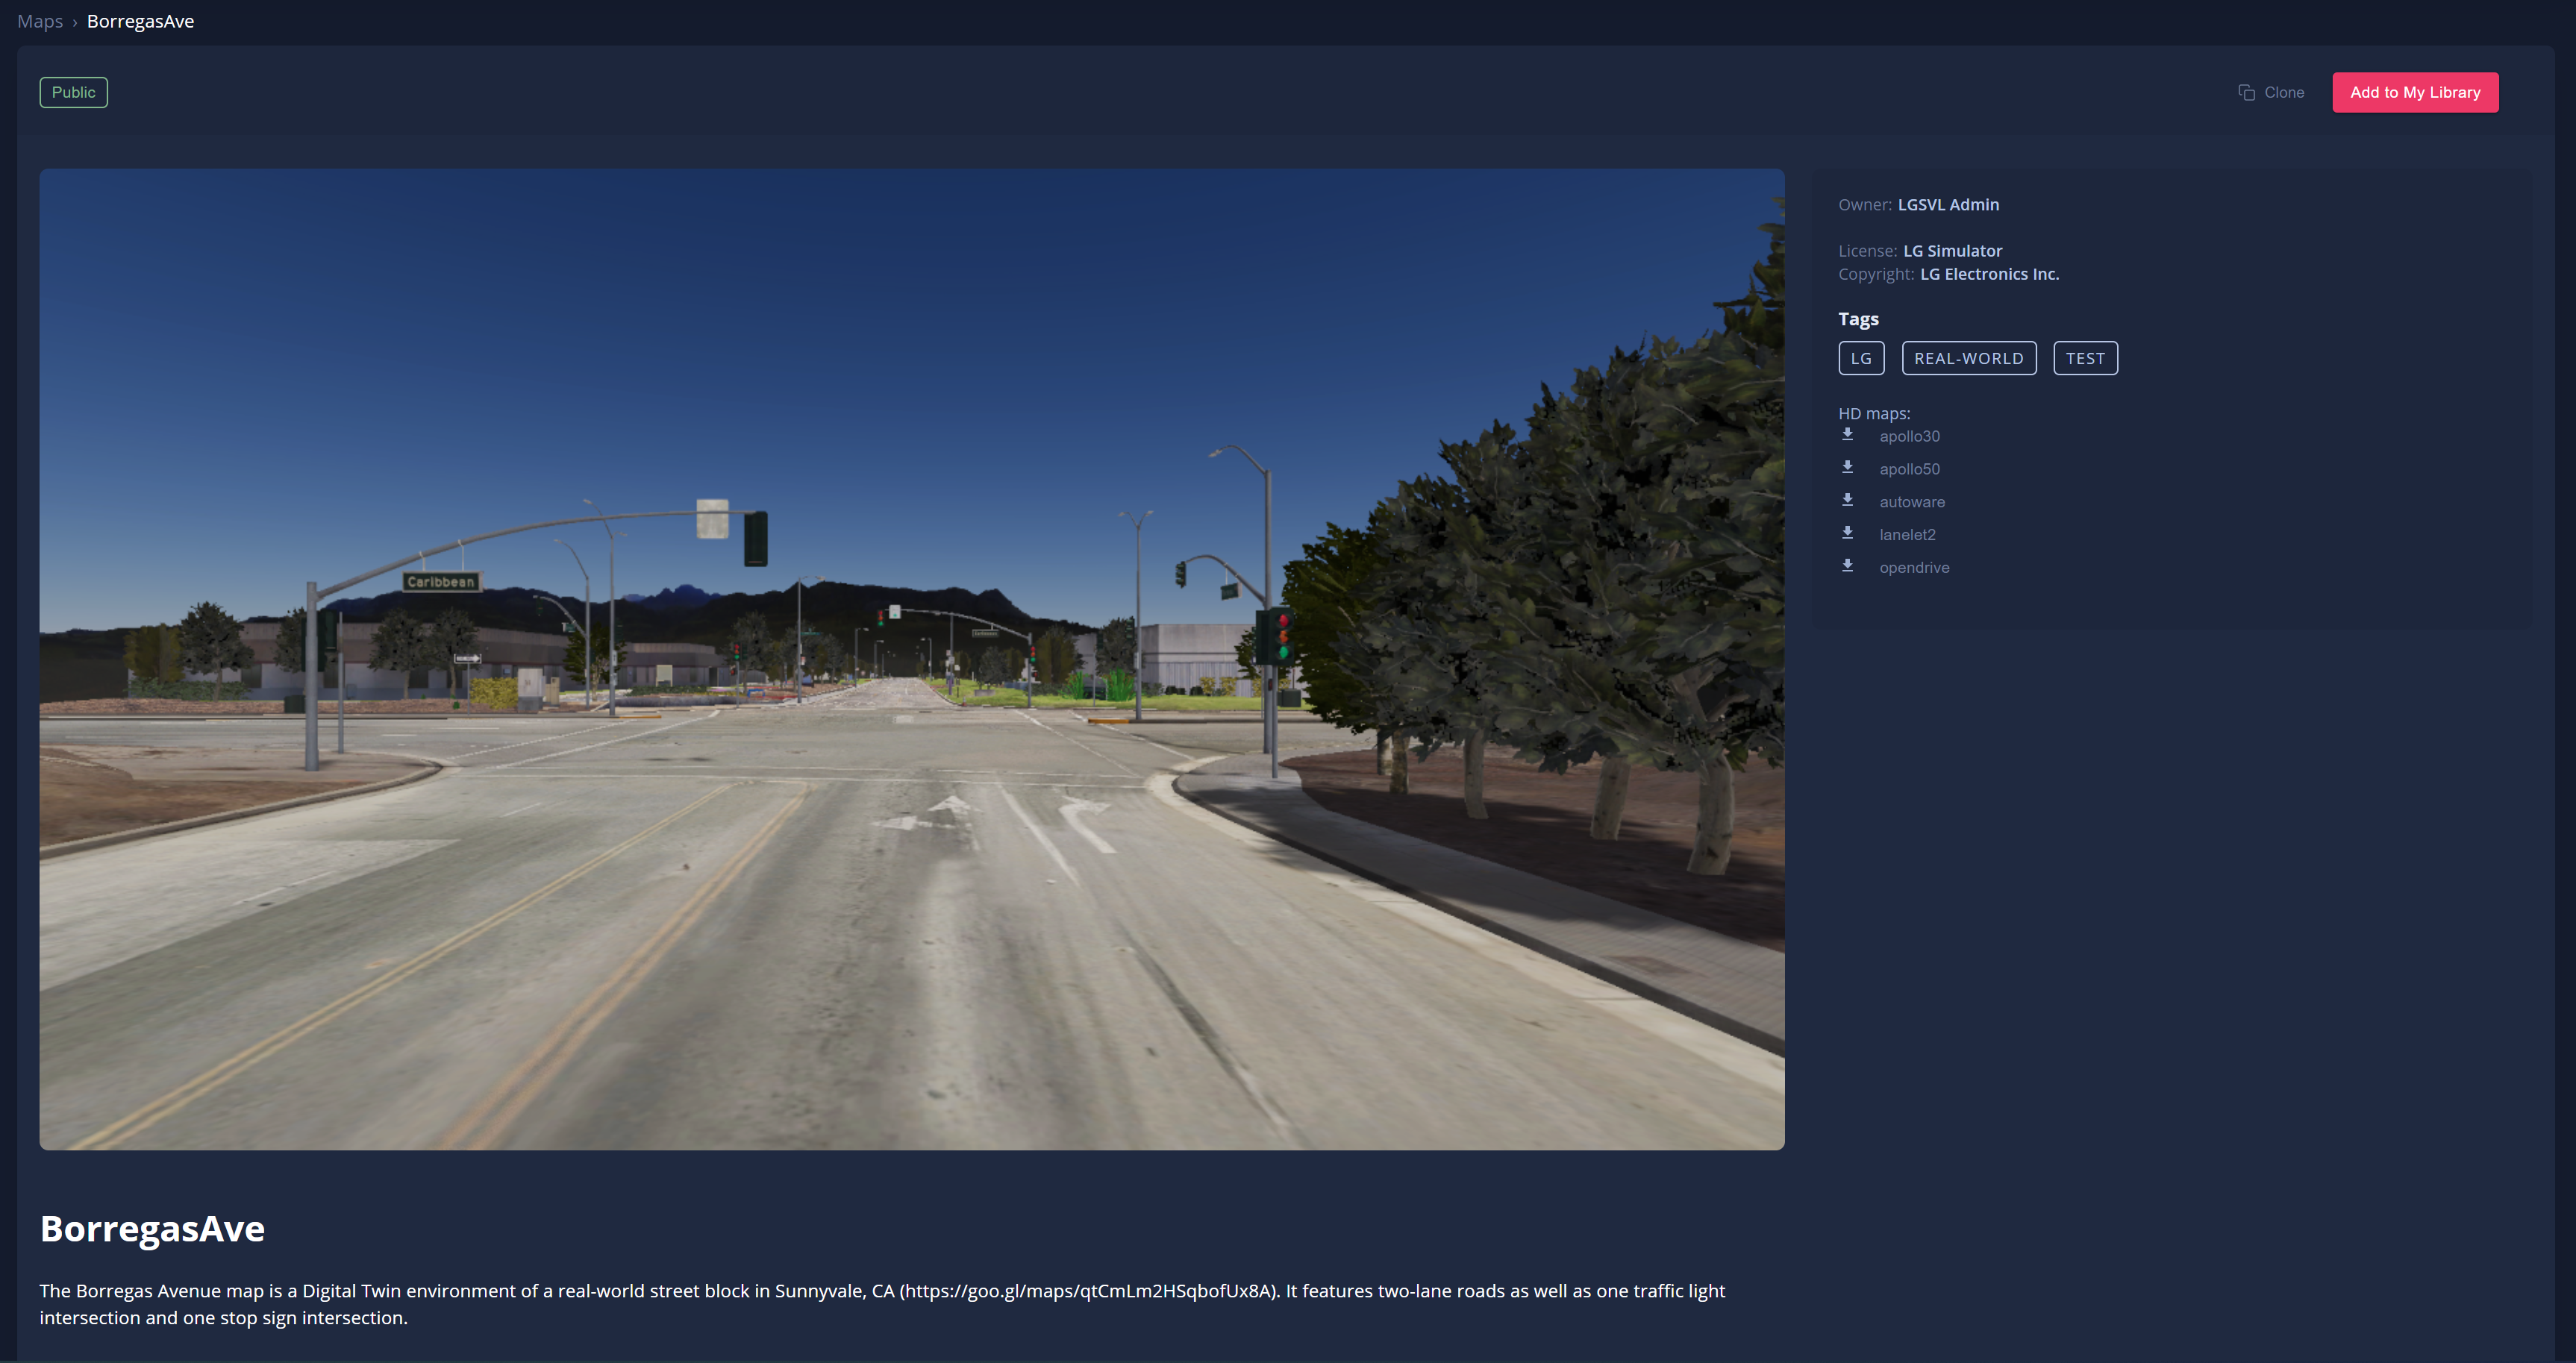 Maps › BorregasAve
Public
Clone
Add to My Library
Caribbean
Owner: LGSVL Admin
License: LG Simulator
Copyright: LG Electronics Inc.
Tags
LG
REAL-WORLD
TEST
HD maps:
apollo30
apollo50
autoware
lanelet2
opendrive
BorregasAve
The Borregas Avenue map is a Digital Twin environment of a real-world street block in Sunnyvale, CA (https://goo.gl/maps/qtCmLm2HSqbofUx8A). It features two-lane roads as well as one traffic light
intersection and one stop sign intersection.